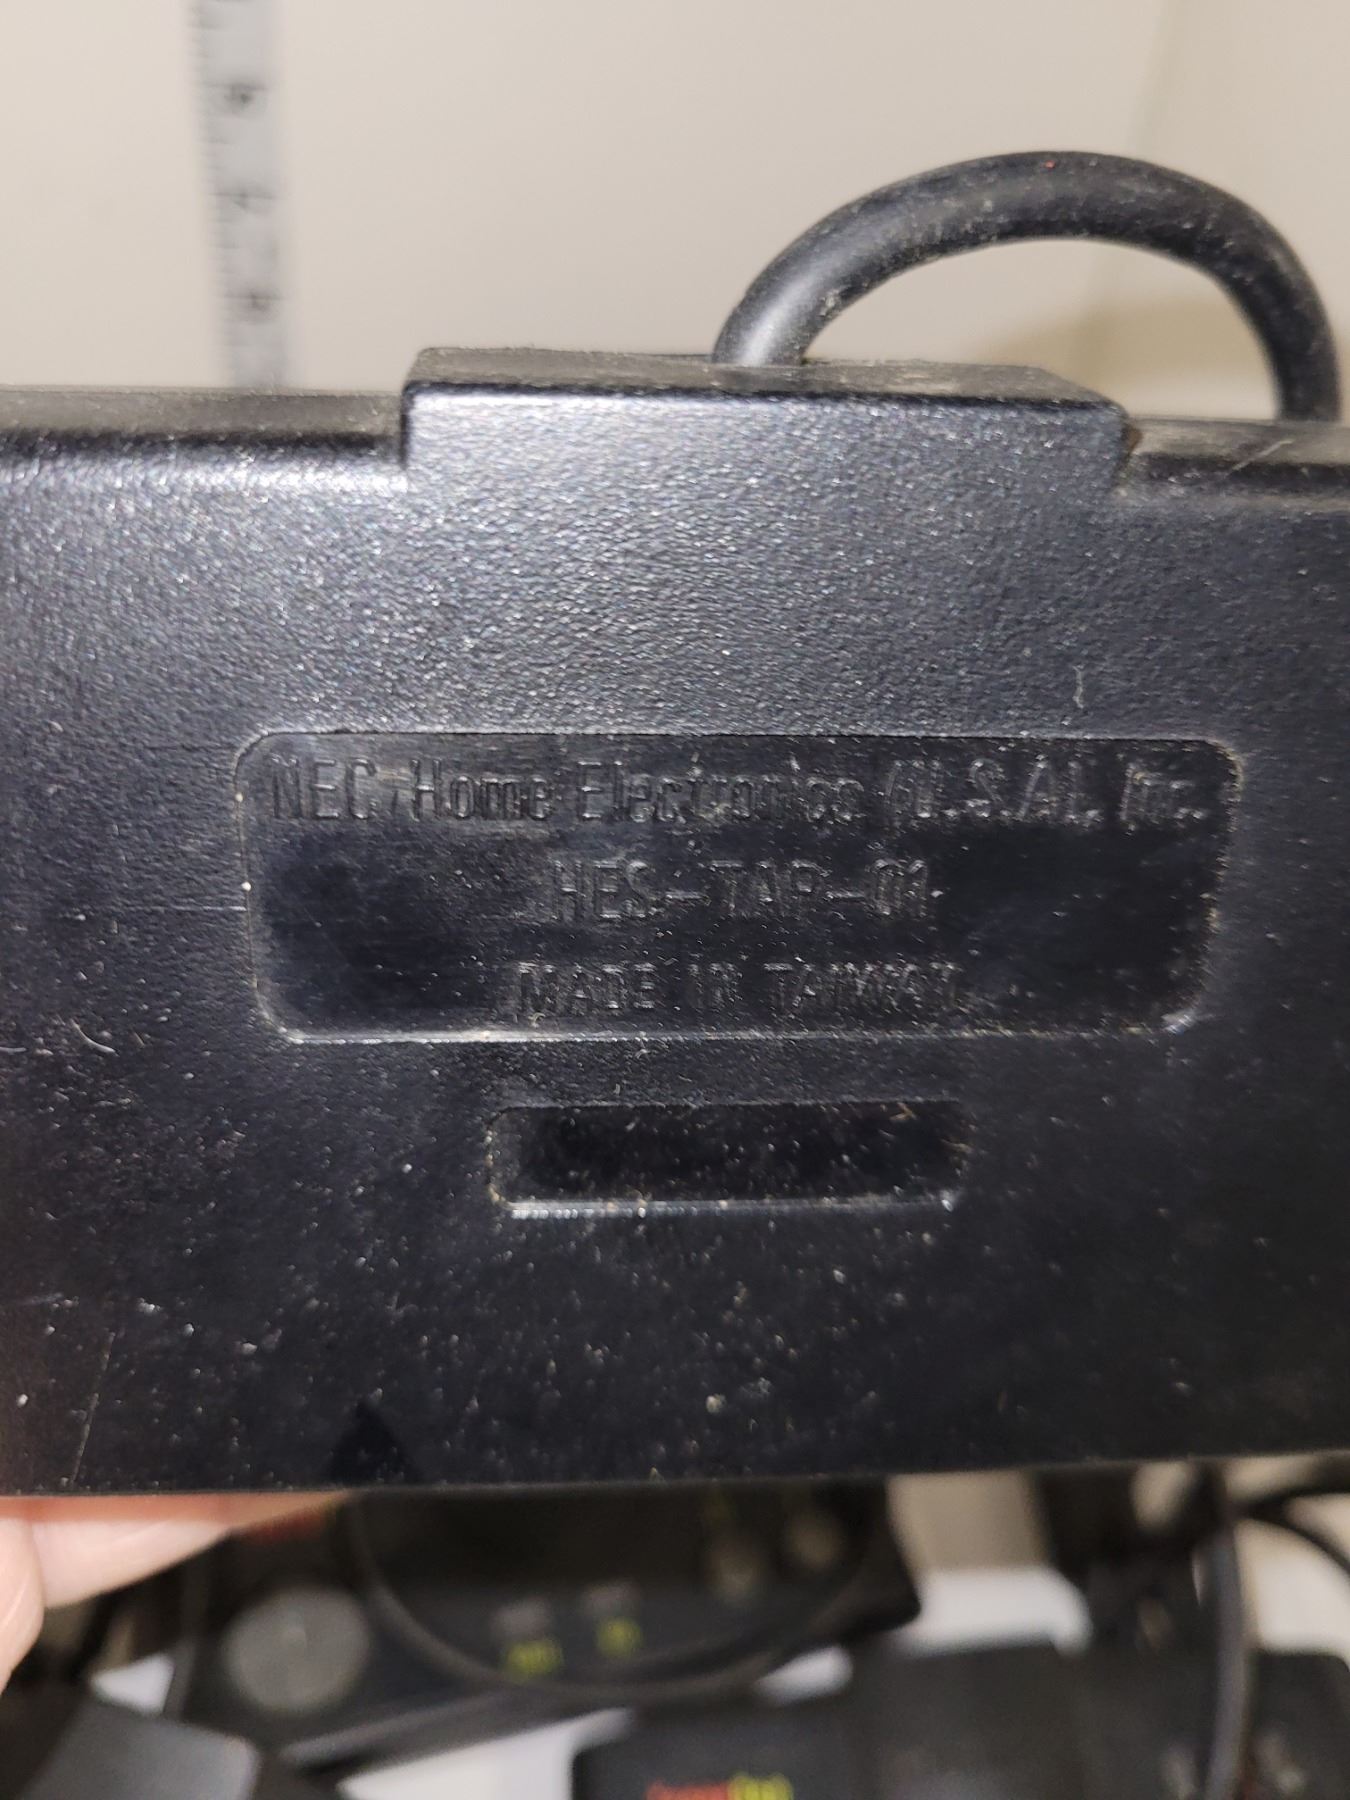 NEC Home Electronics (U.S.A), Inc.
HES-TAP-01
MADE IN TAIWAN